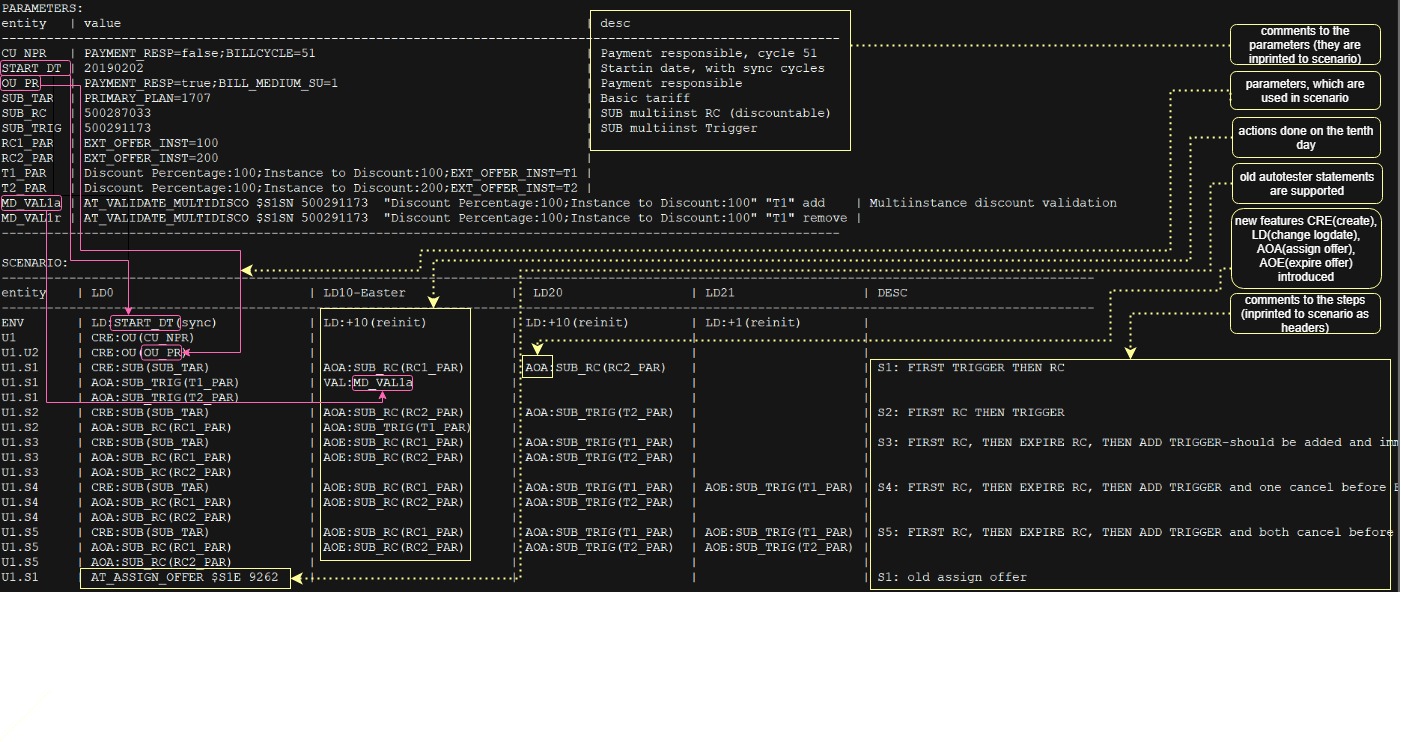 PARAMETERS:
entity | value | desc
CU_NPR | PAYMENT_RESP=false;BILLCYCLE=51 | Payment responsible, cycle 51
START_DT | 20190202 | Startin date, with sync cycles
OU_PR | PAYMENT_RESP=true;BILL_MEDIUM_SU=1 | Payment responsible
SUB_TAR | PRIMARY_PLAN=1707 | Basic tariff
SUB_RC | 500287033 | SUB multiinst RC (discountable)
SUB_TRIG | 500291173 | SUB multiinst Trigger
RC1_PAR | EXT_OFFER_INST=100 |
RC2_PAR | EXT_OFFER_INST=200 |
T1_PAR | Discount Percentage:100;Instance to Discount:100;EXT_OFFER_INST=T1 |
T2_PAR | Discount Percentage:100;Instance to Discount:200;EXT_OFFER_INST=T2 |
MD_VAL1a | AT_VALIDATE_MULTIDISCO $S1SN 500291173 "Discount Percentage:100;Instance to Discount:100" "T1" add | Multiinstance discount validation
MD_VAL1r | AT_VALIDATE_MULTIDISCO $S1SN 500291173 "Discount Percentage:100;Instance to Discount:100" "T1" remove |
SCENARIO:
entity | LD0 | LD10-Easter | LD20 | LD21 | DESC
ENV | LD:START_DT(sync) | LD:+10(reinit) | LD:+10(reinit) | LD:+1(reinit) |
U1 | CRE:OU(CU_NPR) | | | |
U1.U2 | CRE:OU(OU_PR) | | | |
U1.S1 | CRE:SUB(SUB_TAR) | AOA:SUB_RC(RC1_PAR) | AOA:SUB_RC(RC2_PAR) | | S1: FIRST TRIGGER THEN RC
U1.S1 | AOA:SUB_TRIG(T1_PAR) | VAL:MD_VAL1a | | |
U1.S1 | AOA:SUB_TRIG(T2_PAR) | | | |
U1.S2 | CRE:SUB(SUB_TAR) | AOA:SUB_RC(RC2_PAR) | AOA:SUB_TRIG(T2_PAR) | | S2: FIRST RC THEN TRIGGER
U1.S2 | AOA:SUB_RC(RC1_PAR) | AOA:SUB_TRIG(T1_PAR) | | |
U1.S3 | CRE:SUB(SUB_TAR) | AOE:SUB_RC(RC1_PAR) | AOA:SUB_TRIG(T1_PAR) | | S3: FIRST RC, THEN EXPIRE RC, THEN ADD TRIGGER-should be added and
U1.S3 | AOA:SUB_RC(RC1_PAR) | AOE:SUB_RC(RC2_PAR) | AOA:SUB_TRIG(T2_PAR) | |
U1.S3 | AOA:SUB_RC(RC2_PAR) | | | |
U1.S4 | CRE:SUB(SUB_TAR) | AOE:SUB_RC(RC1_PAR) | AOA:SUB_TRIG(T1_PAR) | AOE:SUB_TRIG(T1_PAR) | S4: FIRST RC, THEN EXPIRE RC, THEN ADD TRIGGER and one cancel before
U1.S4 | AOA:SUB_RC(RC1_PAR) | AOE:SUB_RC(RC2_PAR) | AOA:SUB_TRIG(T2_PAR) | |
U1.S4 | AOA:SUB_RC(RC2_PAR) | | | |
U1.S5 | CRE:SUB(SUB_TAR) | AOE:SUB_RC(RC1_PAR) | AOA:SUB_TRIG(T1_PAR) | AOE:SUB_TRIG(T1_PAR) | S5: FIRST RC, THEN EXPIRE RC, THEN ADD TRIGGER and both cancel before
U1.S5 | AOA:SUB_RC(RC1_PAR) | AOE:SUB_RC(RC2_PAR) | AOA:SUB_TRIG(T2_PAR) | AOE:SUB_TRIG(T2_PAR) |
U1.S5 | AOA:SUB_RC(RC2_PAR) | | | |
U1.S1 | AT_ASSIGN_OFFER $S1E 9262 | | | | S1: old assign offer
comments to the
parameters (they are
inprinted to scenario)
parameters, which are
used in scenario
actions done on the tenth
day
old autotester statements
are supported
new features CRE(create),
LD(change logdate),
AOA(assign offer),
AOE(expire offer)
introduced
comments to the steps
(inprinted to scenario as
headers)